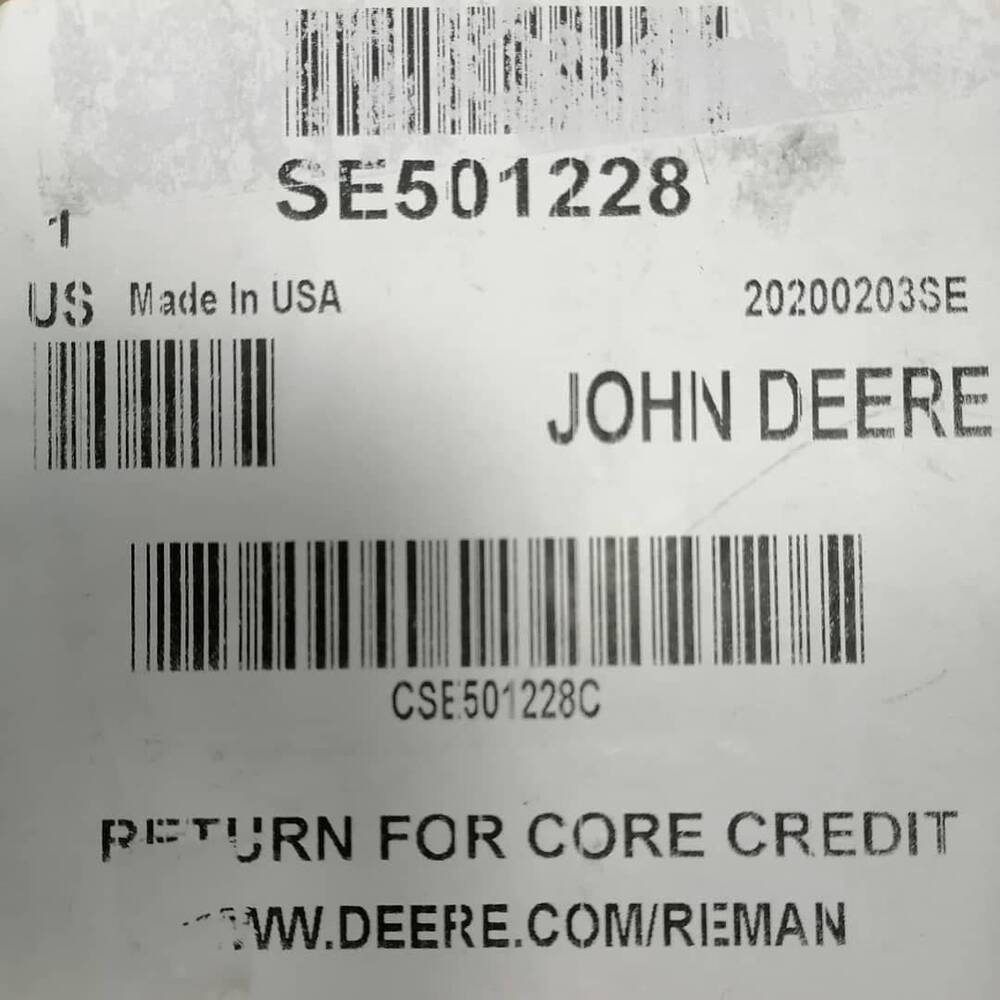 SE501228
1
US Made In USA 20200203SE
JOHN DEERE
CSE501228C
RETURN FOR CORE CREDIT
WWW.DEERE.COM/REMAN